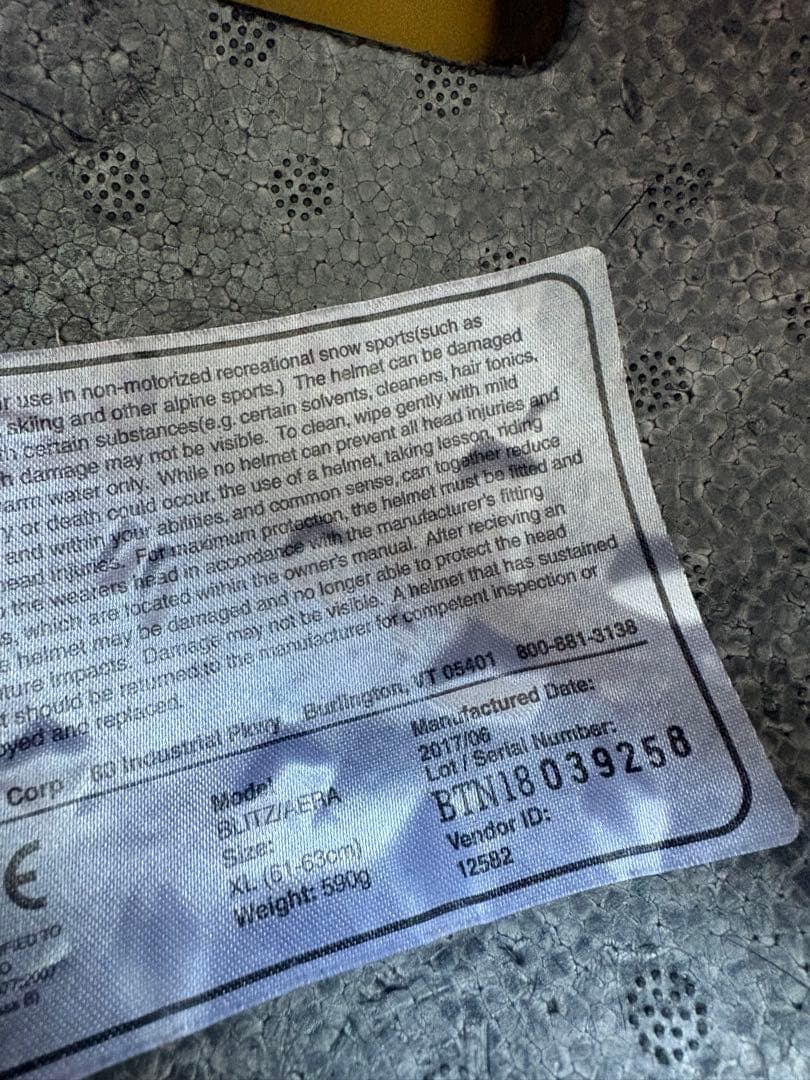 use in non-motorized recreational snow sports(such as
skiing and other alpine sports.) The helmet can be damaged
certain substances(e.g. certain solvents, cleaners, hair tonics,
damage may not be visible. To clean, wipe gently with mild
water only. While no helmet can prevent all head injuries and
or death could occur, the use of a helmet, taking lesson, riding
and within your abilities, and common sense, can together reduce
head injuries. For maximum protection, the helmet must be fitted and
the wearers head in accordance with the manufacturer's fitting
which are located within the owner's manual. After recieving an
helmet may be damaged and no longer able to protect the head
impacts. Damage may not be visible. A helmet that has sustained
should be returned to the manufacturer for competent inspection or
and replaced.
Corp 80 Industrial Pkwy Burlington, VT 05401 800-881-3138
Model
BLITZ/AERA
Size:
XL (61-63cm)
Weight: 590g
Manufactured Date:
2017/06
Lot / Serial Number:
BTN18039258
Vendor ID:
12582
CE